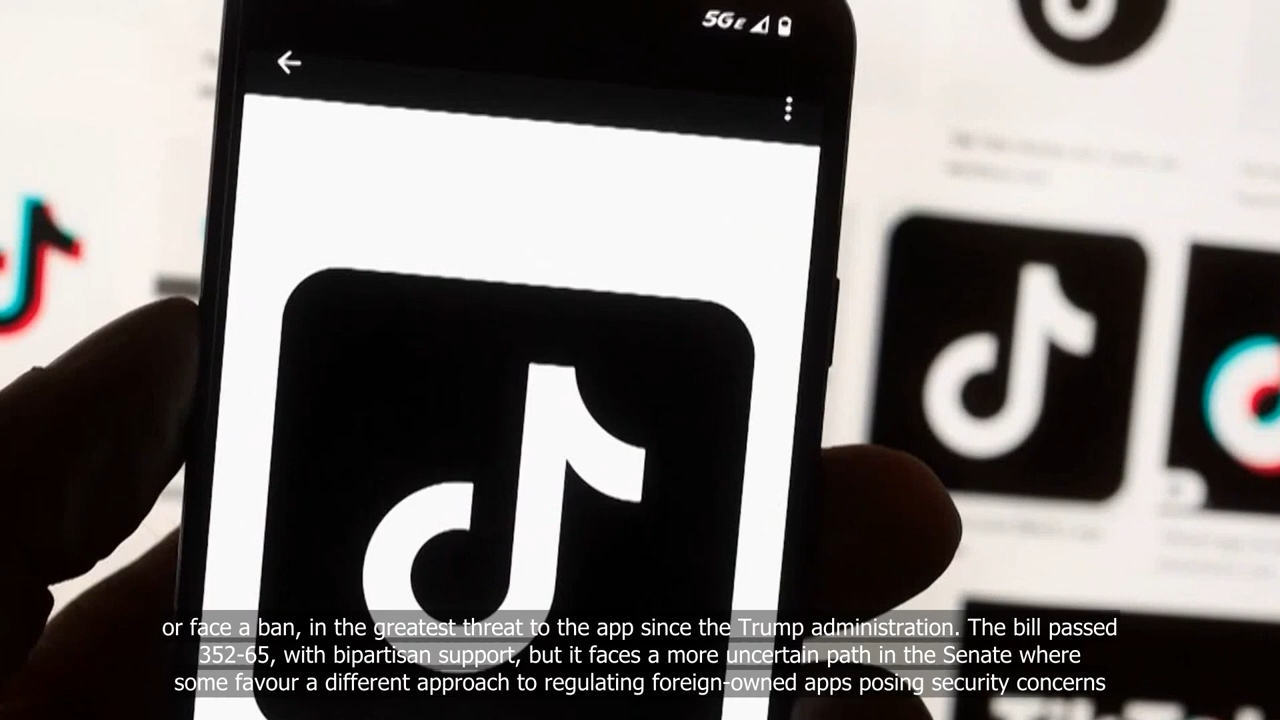 5GE
or face a ban, in the greatest threat to the app since the Trump administration. The bill passed
352-65, with bipartisan support, but it faces a more uncertain path in the Senate where
some favour a different approach to regulating foreign-owned apps posing security concerns